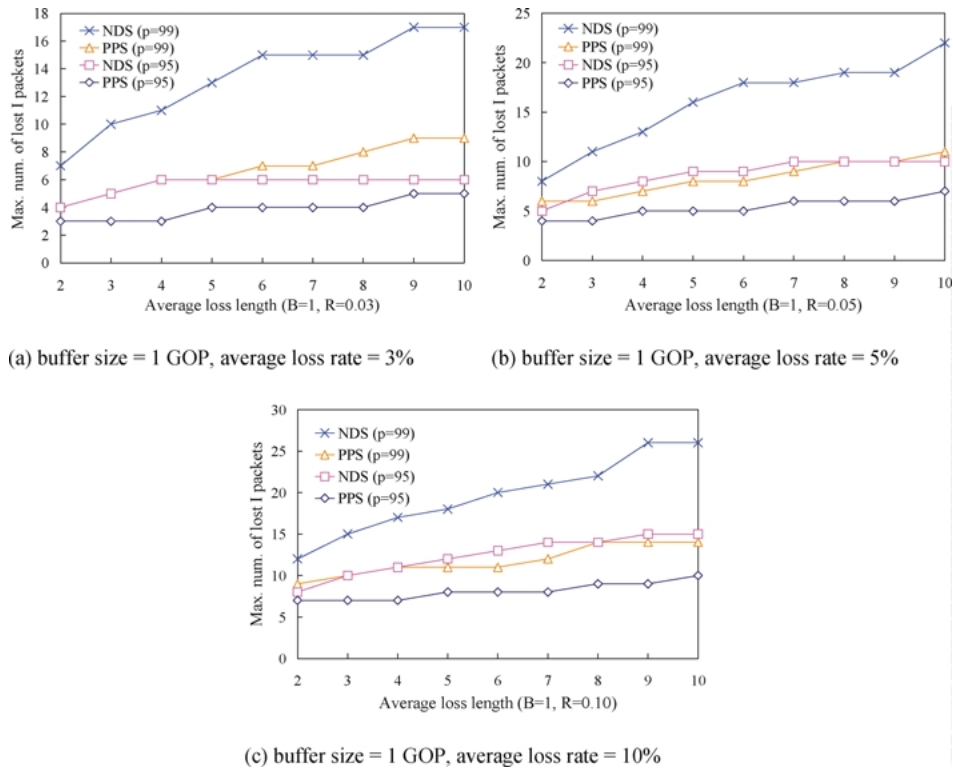 Max. num. of lost I packets
18
16
14
12
10
8
6
4
2
0
NDS (p=99)
PPS (p=99)
NDS (p=95)
PPS (p=95)
2 3 4 5 6 7 8 9 10
Average loss length (B=1, R=0.03)
(a) buffer size = 1 GOP, average loss rate = 3%
Max. num. of lost I packets
25
20
15
10
5
0
NDS (p=99)
PPS (p=99)
NDS (p=95)
PPS (p=95)
2 3 4 5 6 7 8 9 10
Average loss length (B=1, R=0.05)
(b) buffer size = 1 GOP, average loss rate = 5%
Max. num. of lost I packets
30
25
20
15
10
5
0
NDS (p=99)
PPS (p=99)
NDS (p=95)
PPS (p=95)
2 3 4 5 6 7 8 9 10
Average loss length (B=1, R=0.10)
(c) buffer size = 1 GOP, average loss rate = 10%